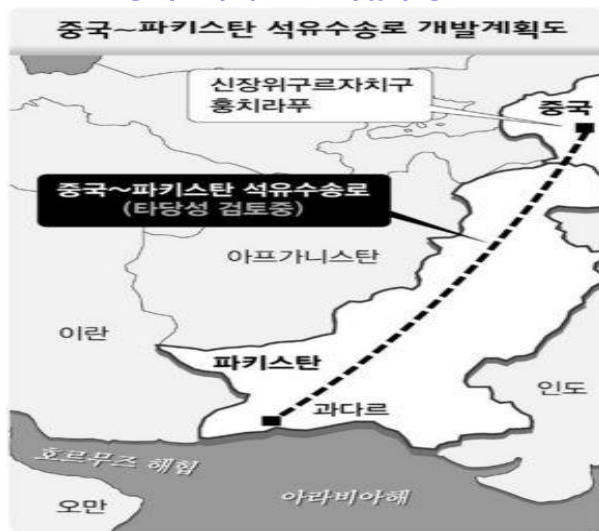 중국~파키스탄 석유수송로 개발계획도
신장위구르자치구
훙치라푸
중국
중국~파키스탄 석유수송로
(타당성 검토중)
아프가니스탄
이란
파키스탄
인도
과다르
호르무즈 해협
오만
아라비아해